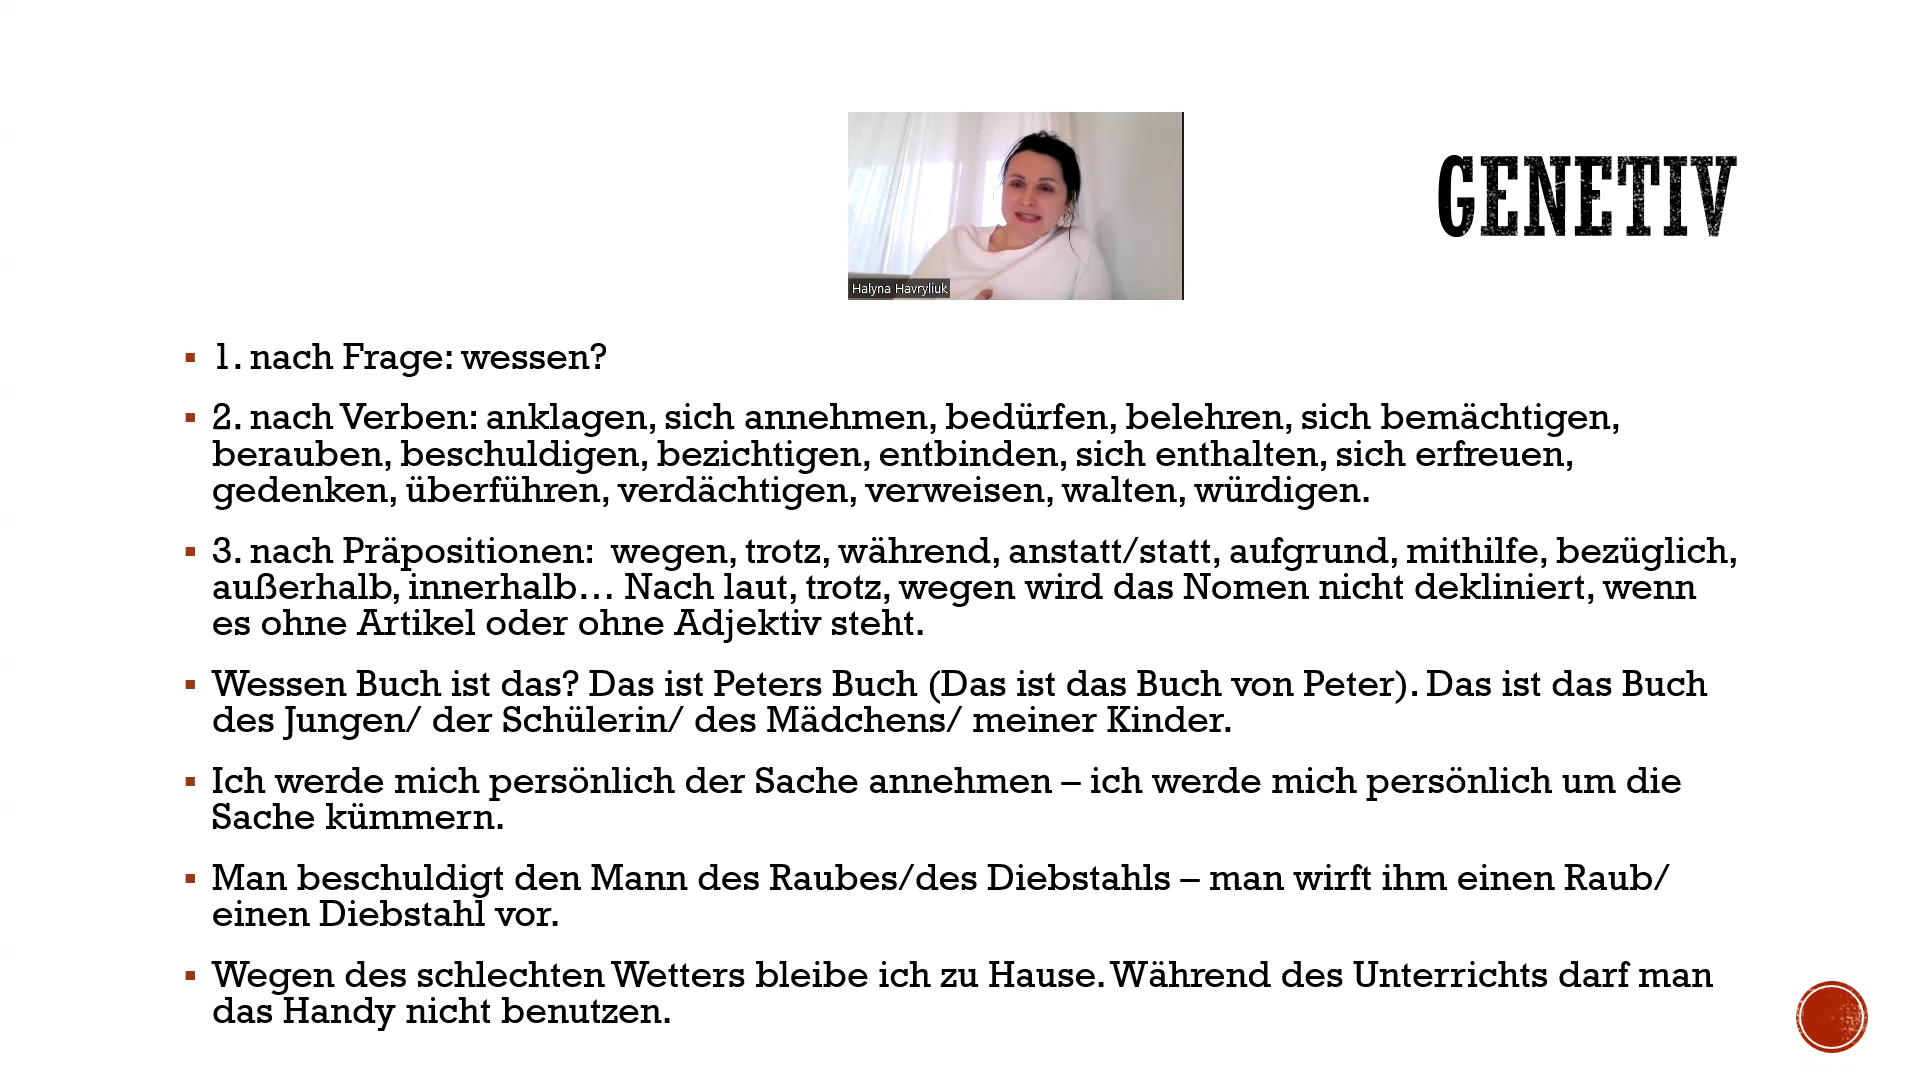 Halyna Havryliuk
GENETIV
1. nach Frage: wessen?
2. nach Verben: anklagen, sich annehmen, bedürfen, belehren, sich bemächtigen,
berauben, beschuldigen, bezichtigen, entbinden, sich enthalten, sich erfreuen,
gedenken, überführen, verdächtigen, verweisen, walten, würdigen.
3. nach Präpositionen:  wegen, trotz, während, anstatt/statt, aufgrund, mithilfe, bezüglich,
außerhalb, innerhalb… Nach laut, trotz, wegen wird das Nomen nicht dekliniert, wenn
es ohne Artikel oder ohne Adjektiv steht.
Wessen Buch ist das? Das ist Peters Buch (Das ist das Buch von Peter). Das ist das Buch
des Jungen/ der Schülerin/ des Mädchens/ meiner Kinder.
Ich werde mich persönlich der Sache annehmen – ich werde mich persönlich um die
Sache kümmern.
Man beschuldigt den Mann des Raubes/des Diebstahls – man wirft ihm einen Raub/
einen Diebstahl vor.
Wegen des schlechten Wetters bleibe ich zu Hause. Während des Unterrichts darf man
das Handy nicht benutzen.